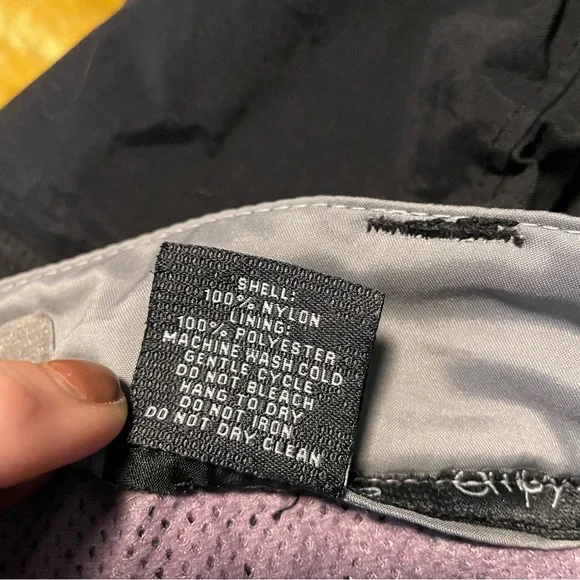 SHELL:
100% NYLON
LINING:
100% POLYESTER
MACHINE WASH COLD
GENTLE CYCLE
DO NOT BLEACH
HANG TO DRY
DO NOT IRON
DO NOT DRY CLEAN